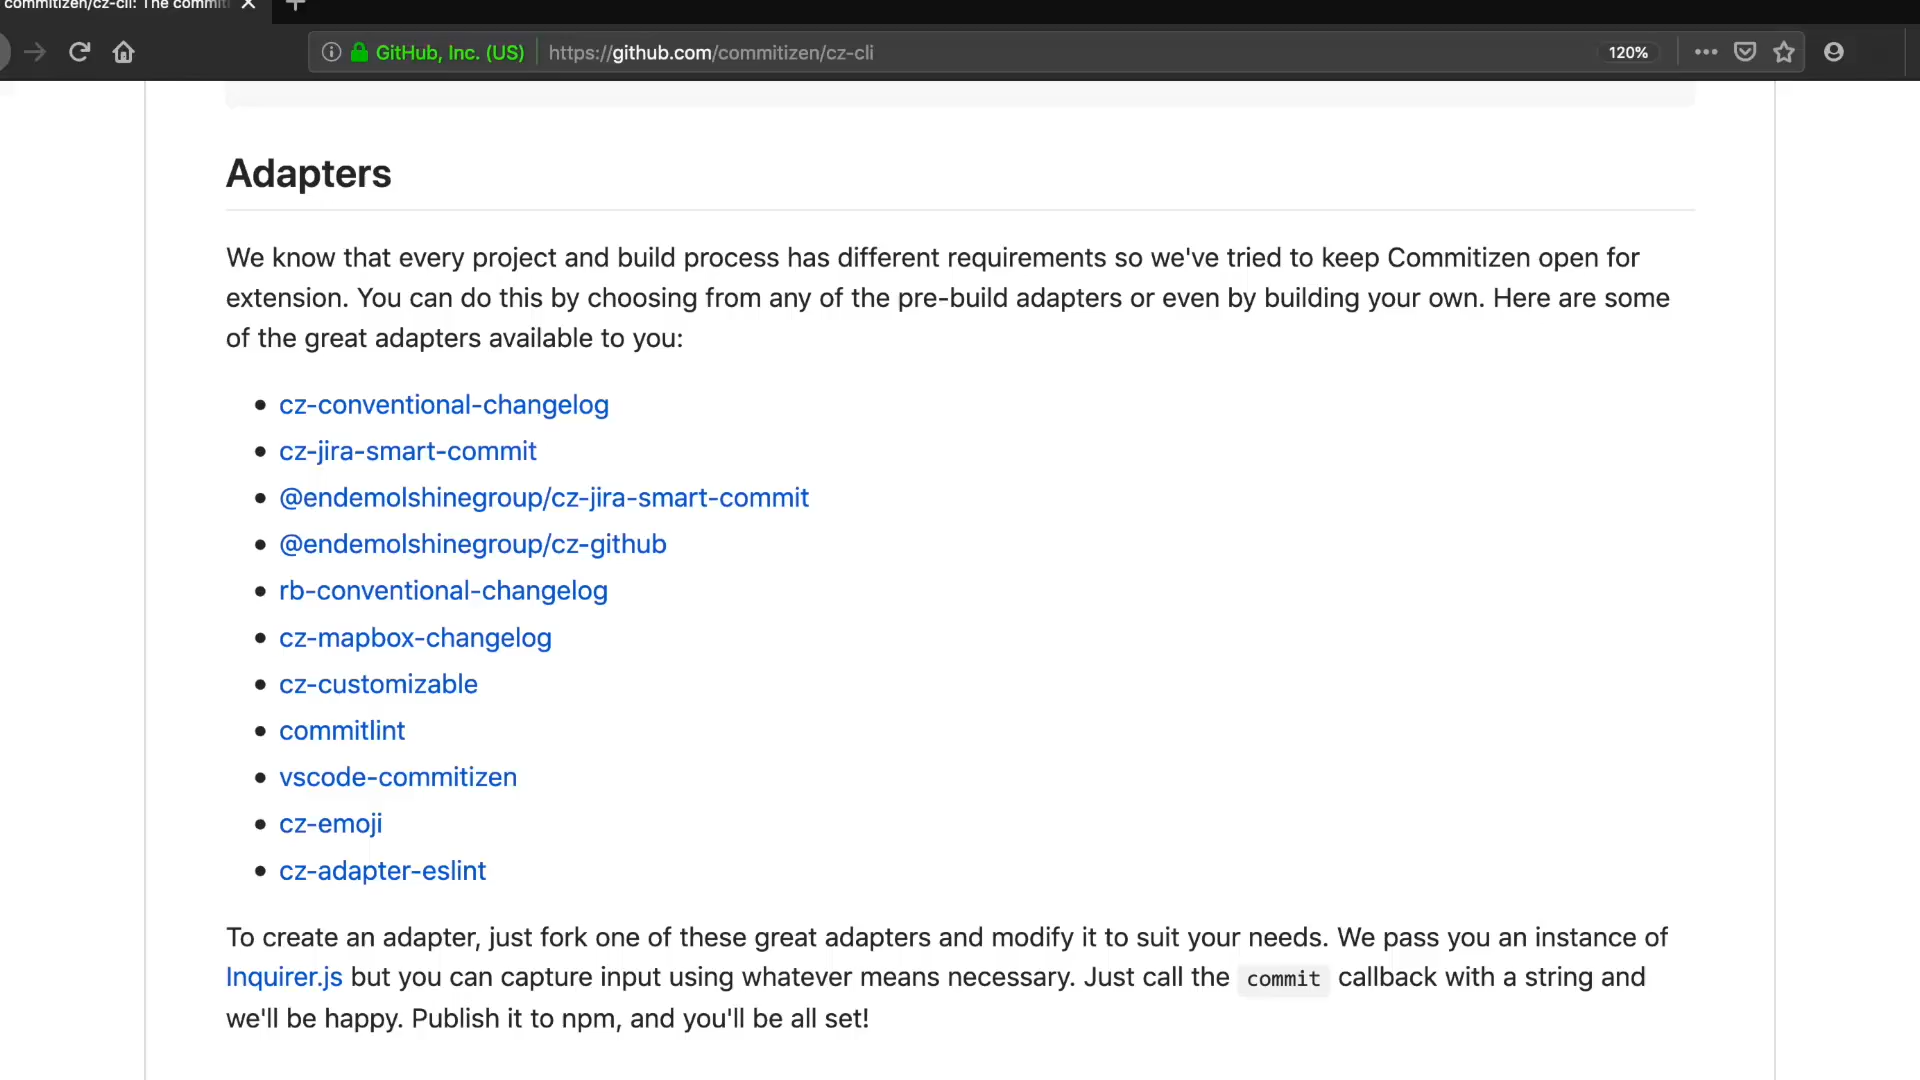 commitizen/cz-cli: The commit
GitHub, Inc. (US) https://github.com/commitizen/cz-cli 120%
Adapters
We know that every project and build process has different requirements so we've tried to keep Commitizen open for
extension. You can do this by choosing from any of the pre-build adapters or even by building your own. Here are some
of the great adapters available to you:
• cz-conventional-changelog
• cz-jira-smart-commit
• @endemolshinegroup/cz-jira-smart-commit
• @endemolshinegroup/cz-github
• rb-conventional-changelog
• cz-mapbox-changelog
• cz-customizable
• commitlint
• vscode-commitizen
• cz-emoji
• cz-adapter-eslint
To create an adapter, just fork one of these great adapters and modify it to suit your needs. We pass you an instance of
Inquirer.js but you can capture input using whatever means necessary. Just call the commit callback with a string and
we'll be happy. Publish it to npm, and you'll be all set!